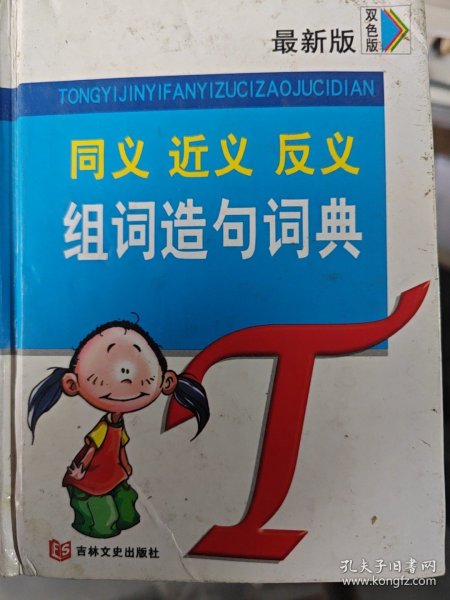 最新版
双色版
TONGYIJINYIFANYIZUCIZAOJUCIDIAN
同义 近义 反义
组词造句词典
T
FS
吉林文史出版社
孔夫子旧书网
www.kongfz.com